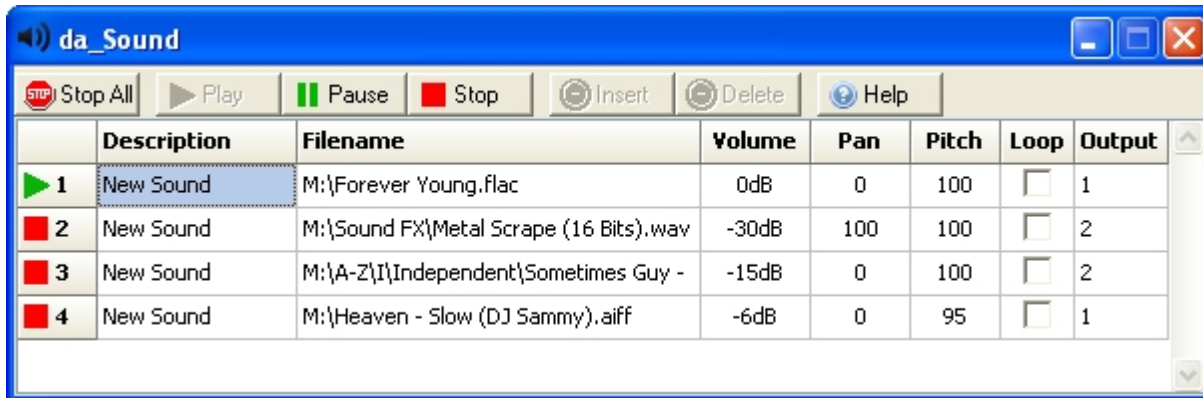 da_Sound
STOP Stop All Play Pause Stop Insert Delete Help
Description Filename Volume Pan Pitch Loop Output
1 New Sound M:\Forever Young.flac 0dB 0 100 1
2 New Sound M:\Sound FX\Metal Scrape (16 Bits).wav -30dB 100 100 2
3 New Sound M:\A-Z\I\Independent\Sometimes Guy - -15dB 0 100 2
4 New Sound M:\Heaven - Slow (DJ Sammy).aiff -6dB 0 95 1